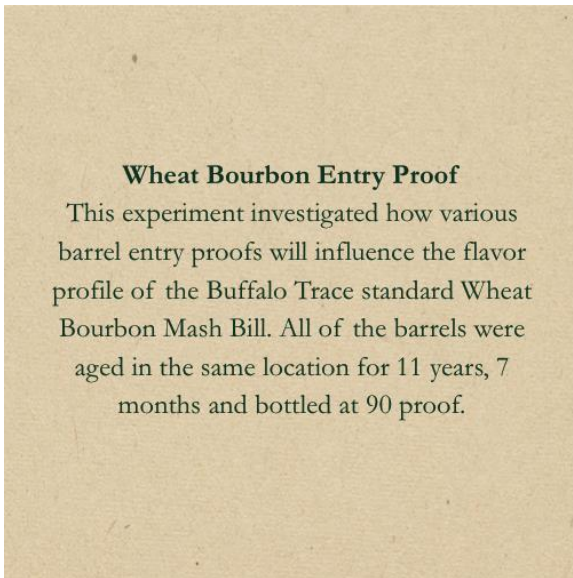 Wheat Bourbon Entry Proof
This experiment investigated how various
barrel entry proofs will influence the flavor
profile of the Buffalo Trace standard Wheat
Bourbon Mash Bill. All of the barrels were
aged in the same location for 11 years, 7
months and bottled at 90 proof.